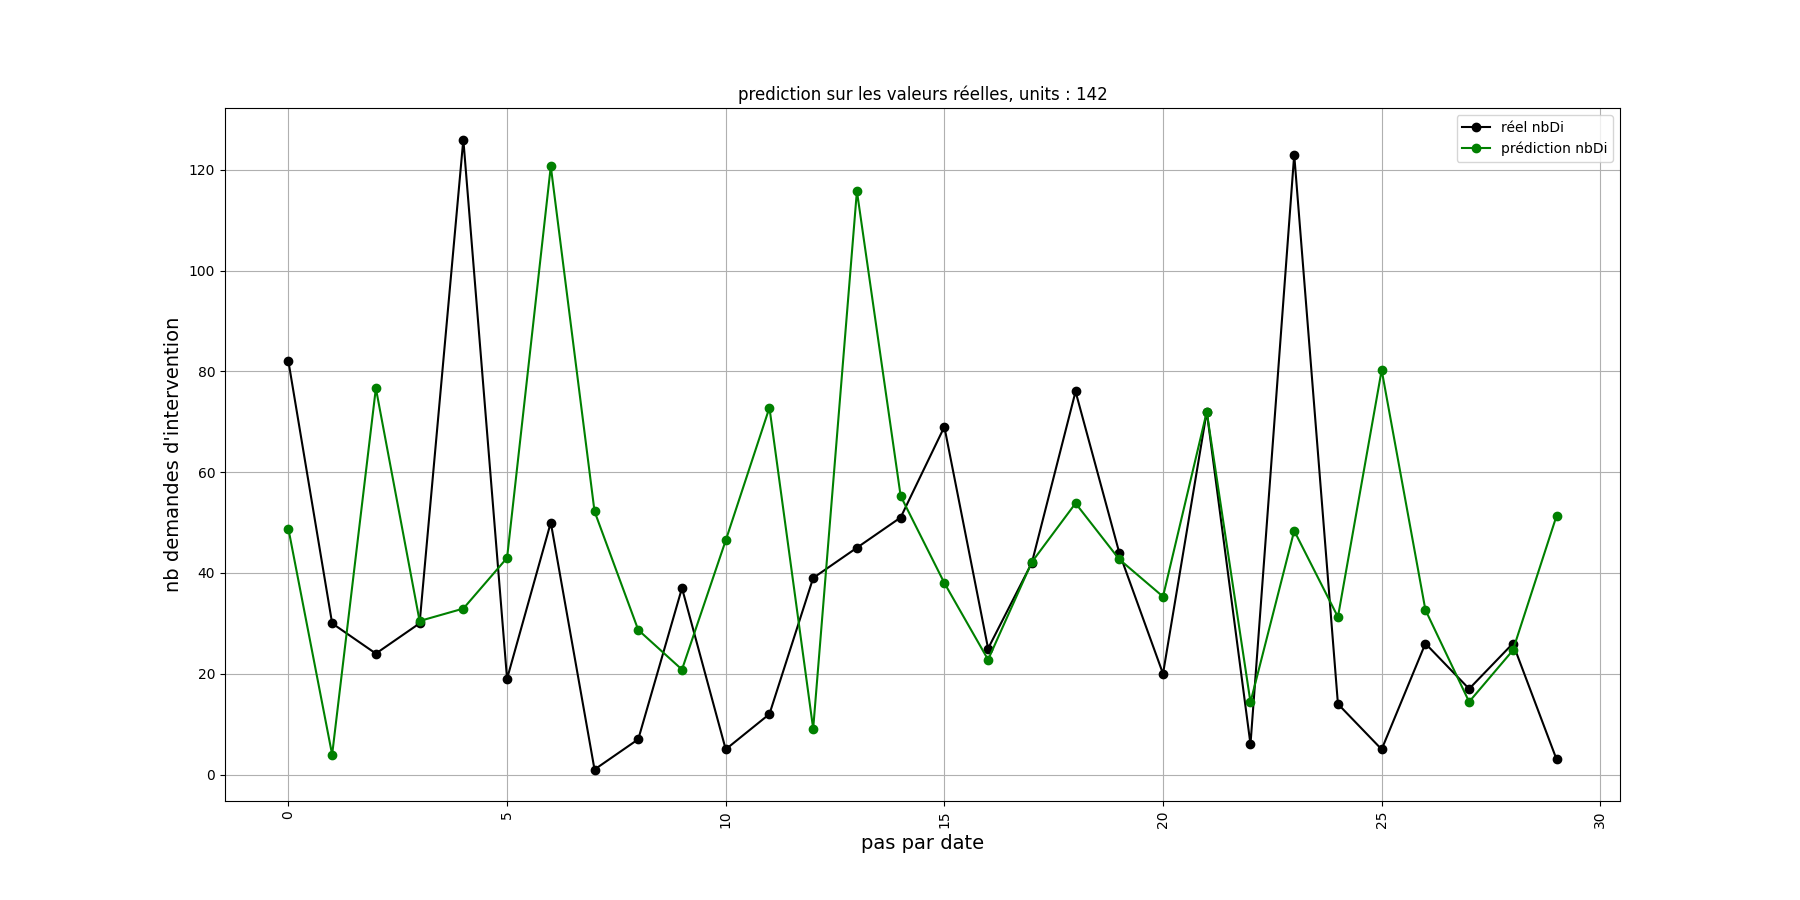 prediction sur les valeurs réelles, units : 142
réel nbDi
prédiction nbDi
nb demandes d'intervention
120
100
80
60
40
20
0
0
5
10
15
20
25
30
pas par date